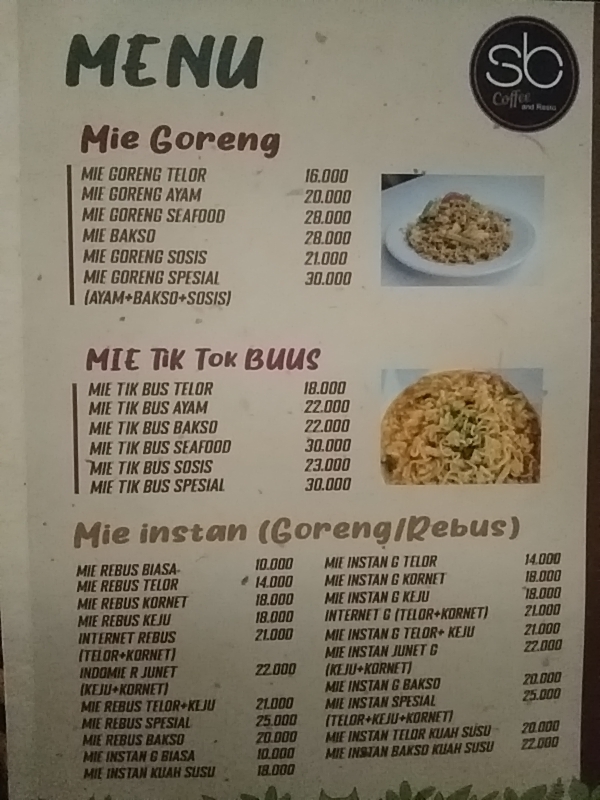 MENU
sb
Coffee
and Resto
Mie Goreng
MIE GORENG TELOR 16.000
MIE GORENG AYAM 20.000
MIE GORENG SEAFOOD 28.000
MIE BAKSO 28.000
MIE GORENG SOSIS 21.000
MIE GORENG SPESIAL 30.000
(AYAM+BAKSO+SOSIS)
MIE TiK ToK BUUS
MIE TIK BUS TELOR 18.000
MIE TIK BUS AYAM 22.000
MIE TIK BUS BAKSO 22.000
MIE TIK BUS SEAFOOD 30.000
MIE TIK BUS SOSIS 23.000
MIE TIK BUS SPESIAL 30.000
Mie instan (Goreng/Rebus)
MIE REBUS BIASA 10.000
MIE REBUS TELOR 14.000
MIE REBUS KORNET 18.000
MIE REBUS KEJU 18.000
INTERNET REBUS 21.000
(TELOR+KORNET)
INDOMIE R JUNET 22.000
(KEJU+KORNET)
MIE REBUS TELOR+KEJU 21.000
MIE REBUS SPESIAL 25.000
MIE REBUS BAKSO 20.000
MIE INSTAN G BIASA 10.000
MIE INSTAN KUAH SUSU 18.000
MIE INSTAN G TELOR 14.000
MIE INSTAN G KORNET 18.000
MIE INSTAN G KEJU 18.000
INTERNET G (TELOR+KORNET) 21.000
MIE INSTAN G TELOR+ KEJU 21.000
MIE INSTAN JUNET G 22.000
(KEJU+KORNET)
MIE INSTAN G BAKSO 20.000
MIE INSTAN SPESIAL 25.000
(TELOR+KEJU+KORNET)
MIE INSTAN TELOR KUAH SUSU 20.000
MIE INSTAN BAKSO KUAH SUSU 22.000